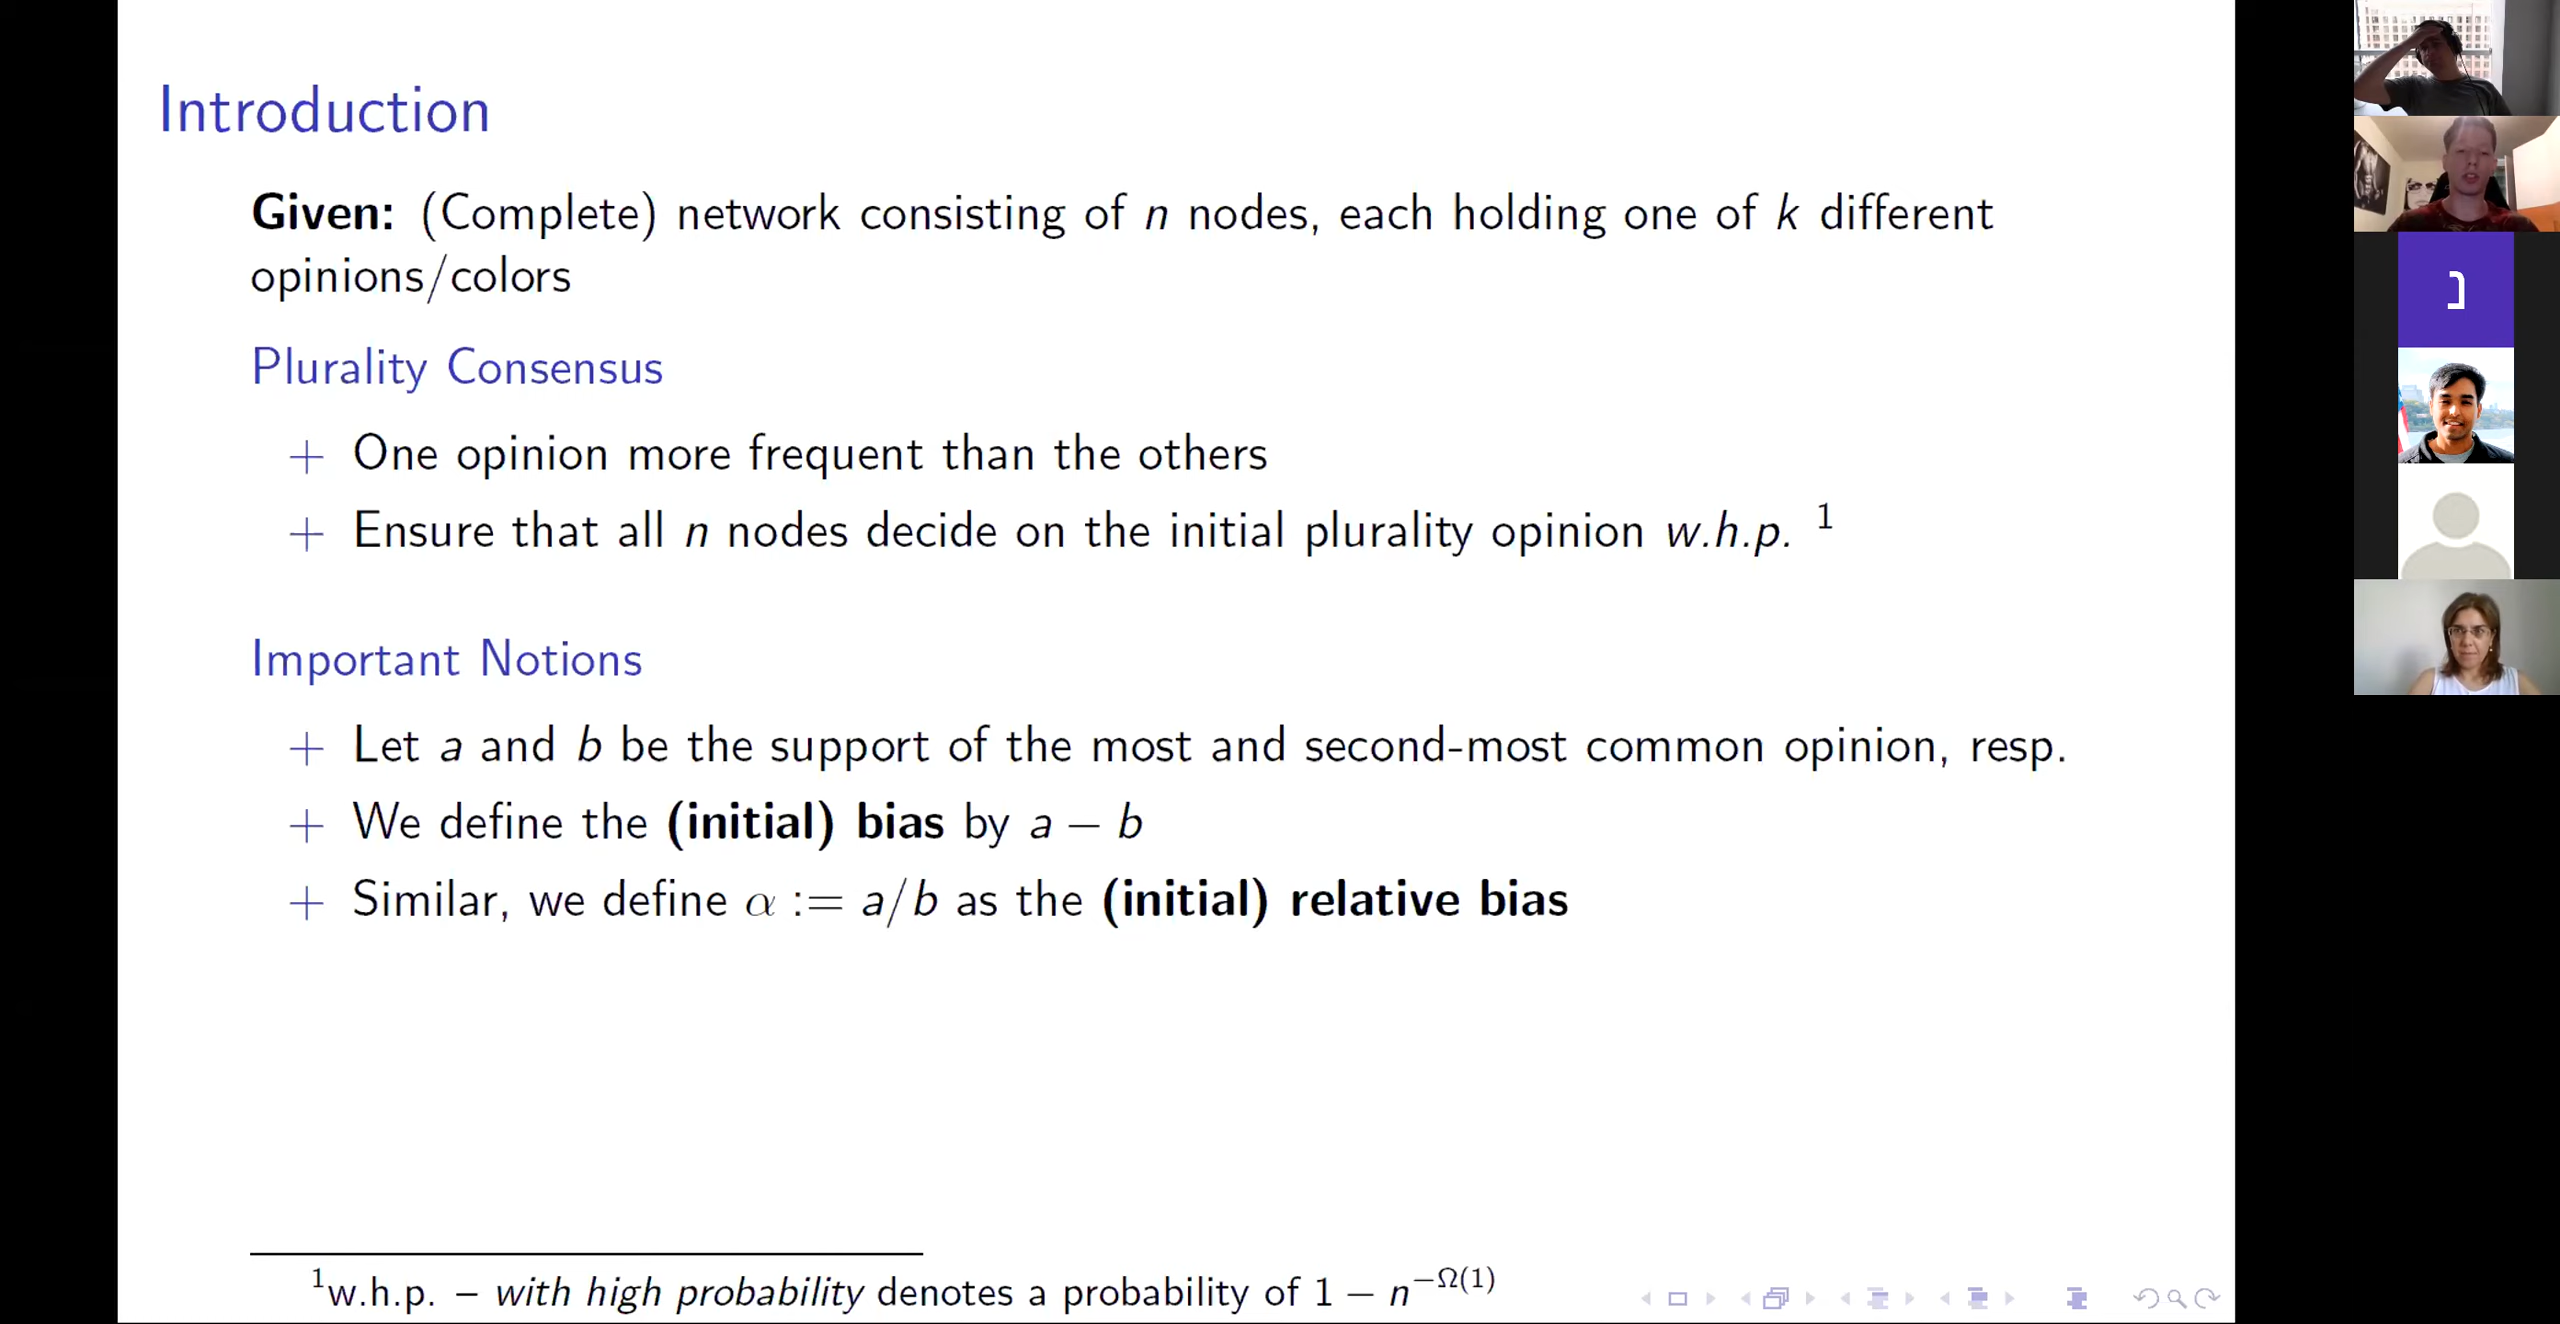 Introduction
Given: (Complete) network consisting of n nodes, each holding one of k different
opinions/colors
Plurality Consensus
+ One opinion more frequent than the others
+ Ensure that all n nodes decide on the initial plurality opinion w.h.p. ¹
Important Notions
+ Let a and b be the support of the most and second-most common opinion, resp.
+ We define the (initial) bias by a − b
+ Similar, we define α := a/b as the (initial) relative bias
¹w.h.p. – with high probability denotes a probability of 1 − n^{−Ω(1)}
נ